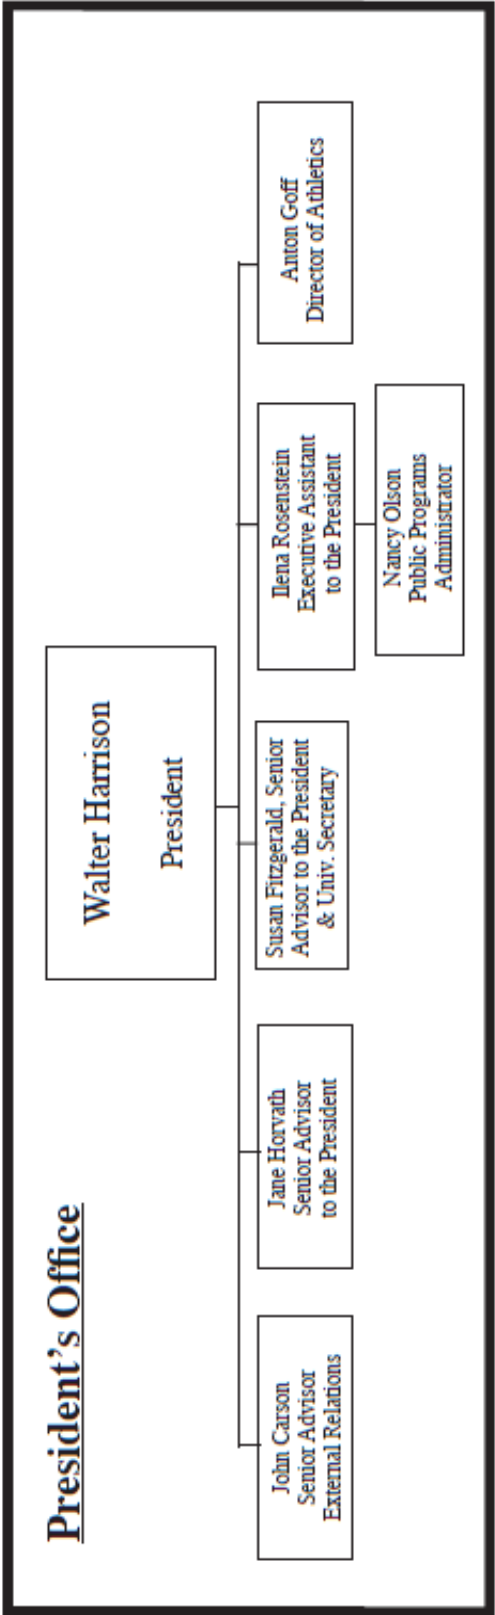 President's Office
Walter Harrison
President
John Carson
Senior Advisor
External Relations
Jane Horvath
Senior Advisor
to the President
Susan Fitzgerald, Senior
Advisor to the President
& Univ. Secretary
Ilena Rosenstein
Executive Assistant
to the President
Anton Goff
Director of Athletics
Nancy Olson
Public Programs
Administrator